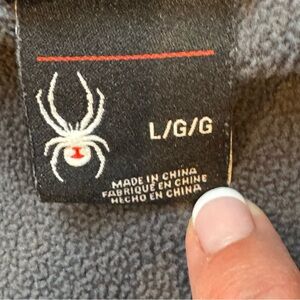 L/G/G
MADE IN CHINA
FABRIQUÉ EN CHINE
HECHO EN CHINA